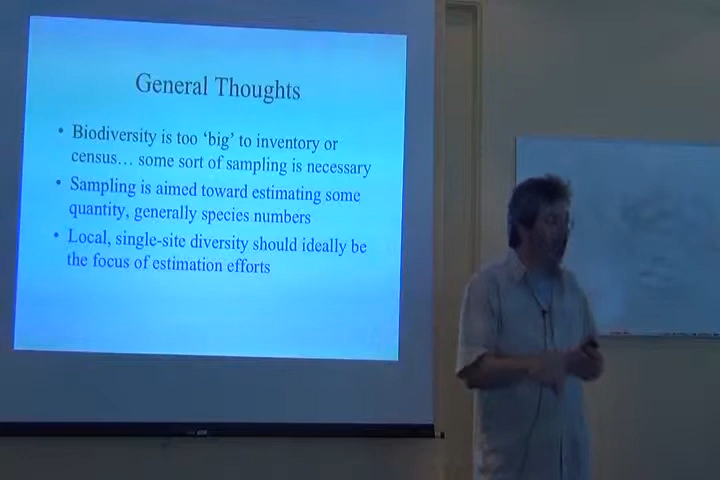 General Thoughts
• Biodiversity is too ‘big’ to inventory or
census… some sort of sampling is necessary
• Sampling is aimed toward estimating some
quantity, generally species numbers
• Local, single-site diversity should ideally be
the focus of estimation efforts